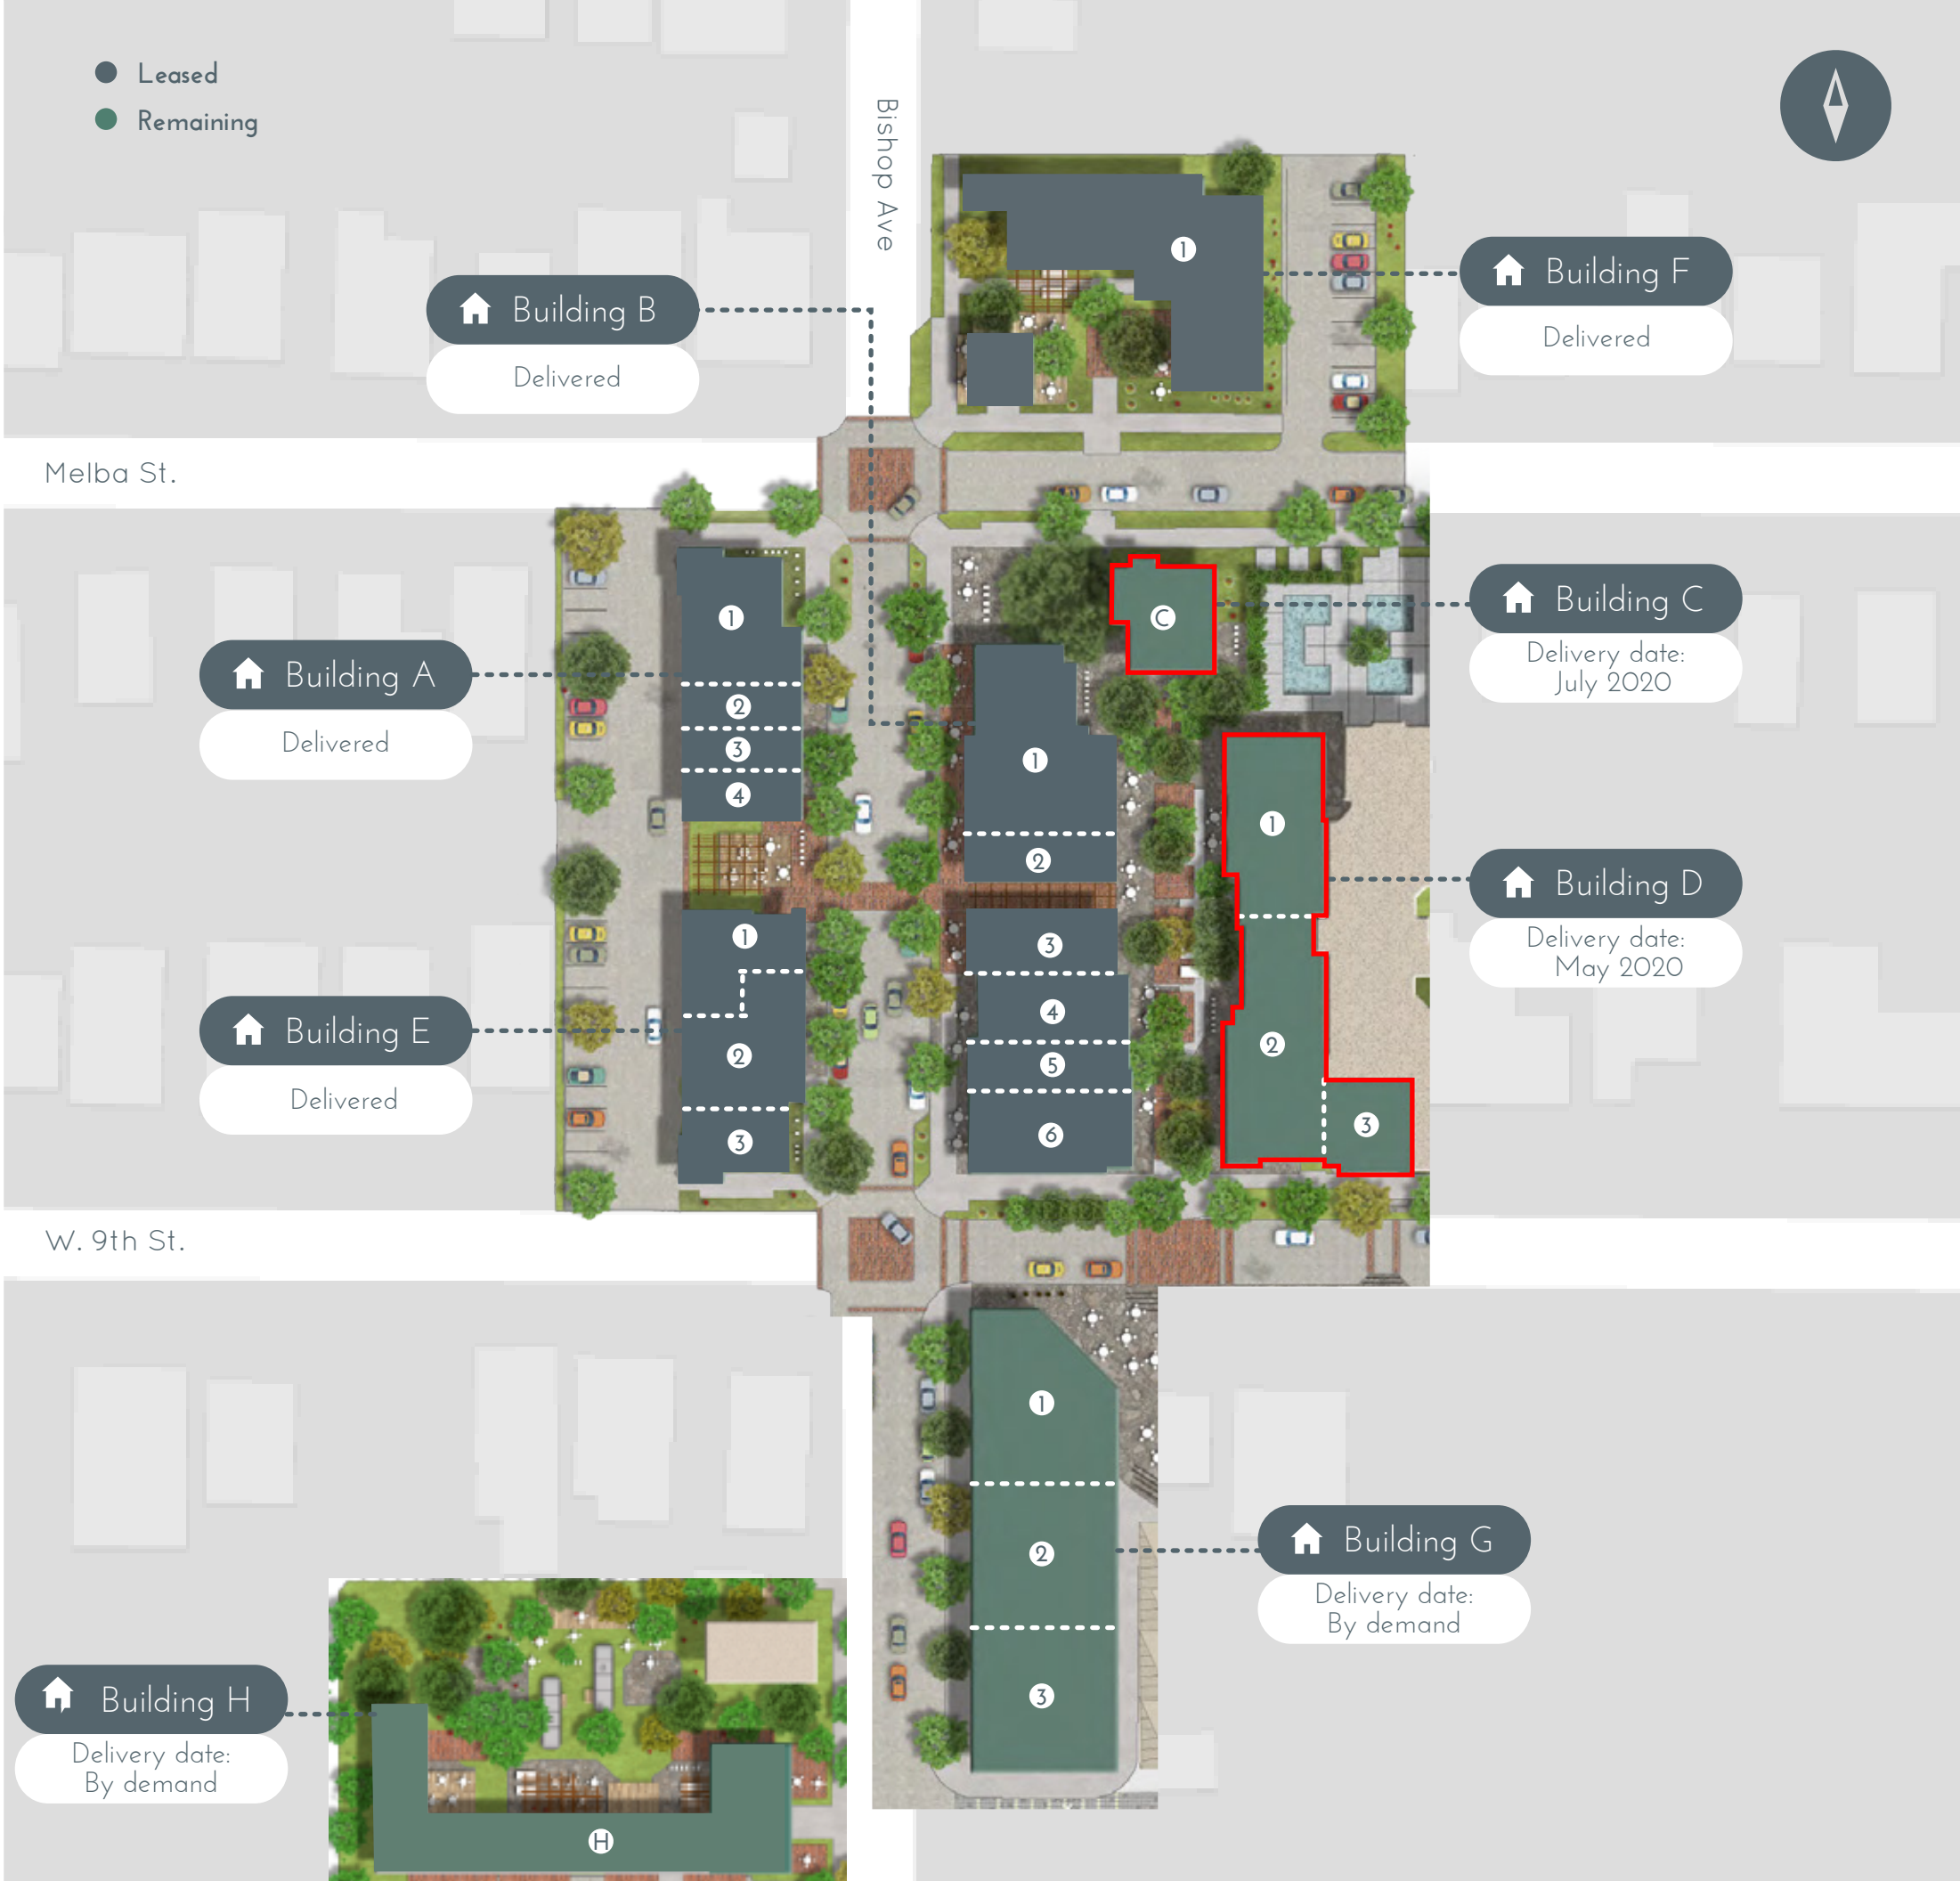 Leased
Remaining
Bishop Ave
1
Building F
Delivered
Building B
Delivered
Melba St.
1
2
3
4
Building A
Delivered
C
Building C
Delivery date:
July 2020
1
2
3
4
5
6
1
2
3
Building D
Delivery date:
May 2020
1
2
3
Building E
Delivered
W. 9th St.
1
2
3
Building G
Delivery date:
By demand
Building H
Delivery date:
By demand
H